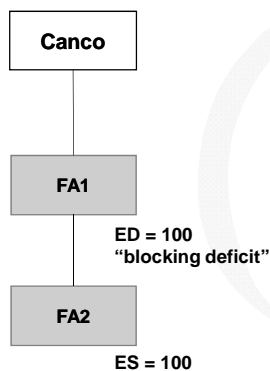 Canco
FA1
ED = 100
“blocking deficit”
FA2
ES = 100